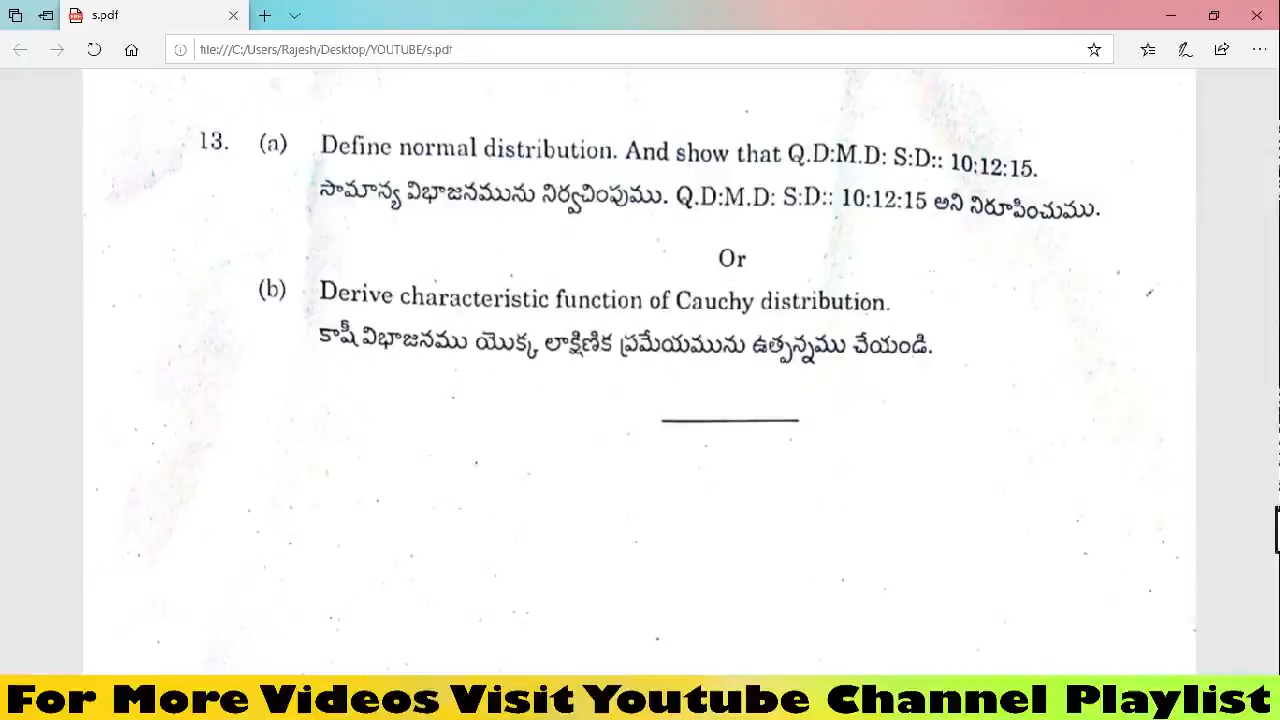 s.pdf
file:///C:/Users/Rajesh/Desktop/YOUTUBE/s.pdf
13. (a) Define normal distribution. And show that Q.D:M.D: S:D:: 10:12:15.
సామాన్య విభాజనమును నిర్వచింపుము. Q.D:M.D: S:D:: 10:12:15 అని నిరూపించుము.
Or
(b) Derive characteristic function of Cauchy distribution.
కాషీ విభాజనము యొక్క లాక్షిణిక ప్రమేయమును ఉత్పన్నము చేయండి.
For More Videos Visit Youtube Channel Playlist